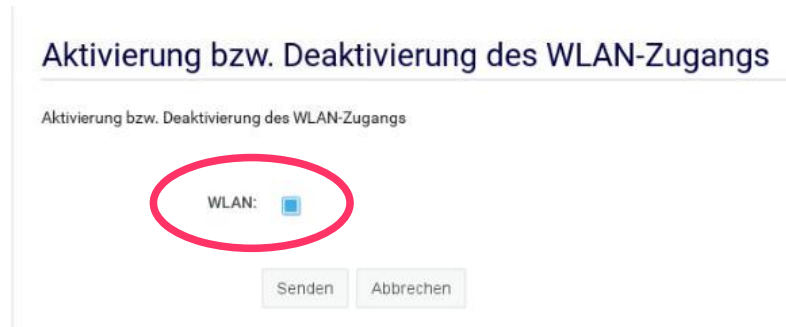 Aktivierung bzw. Deaktivierung des WLAN-Zugangs
Aktivierung bzw. Deaktivierung des WLAN-Zugangs
WLAN:
Senden Abbrechen